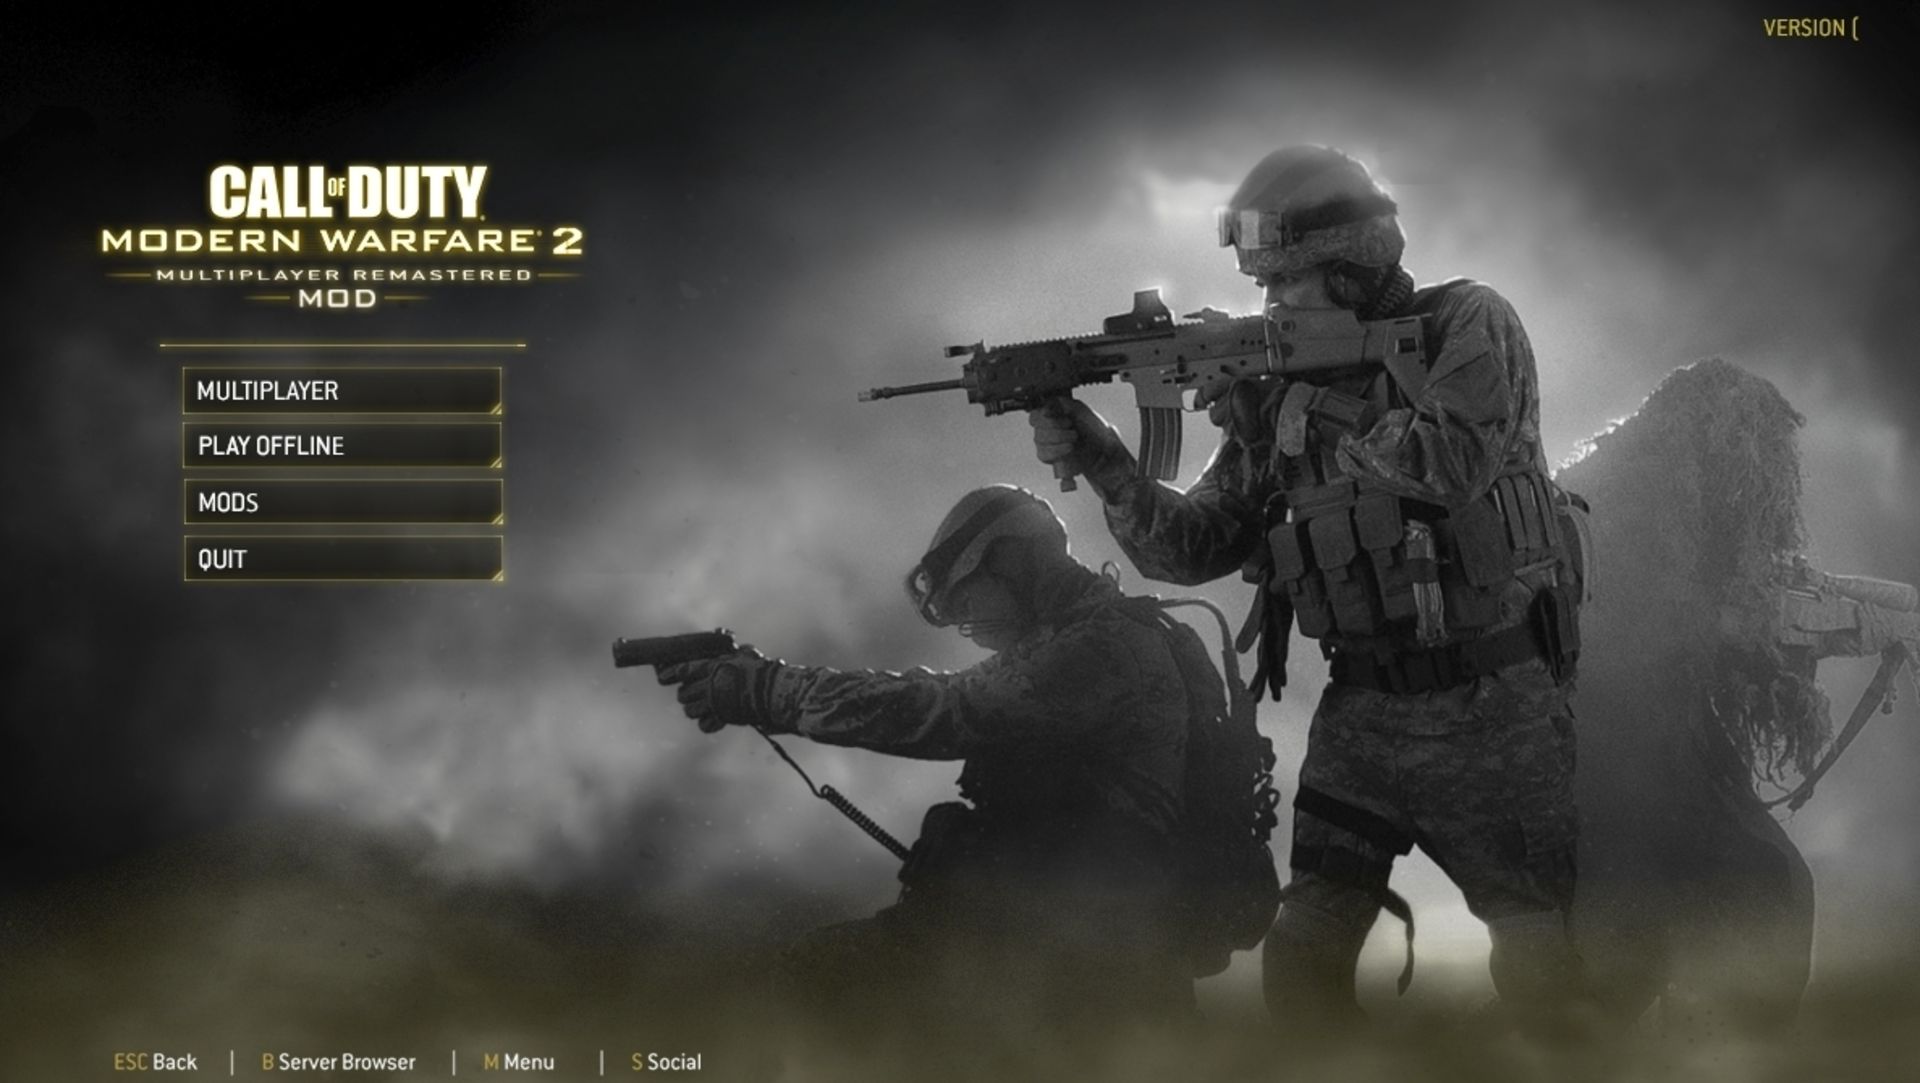 VERSION (
CALL OF DUTY
MODERN WARFARE 2
MULTIPLAYER REMASTERED
MOD
MULTIPLAYER
PLAY OFFLINE
MODS
QUIT
ESC Back | B Server Browser | M Menu | S Social